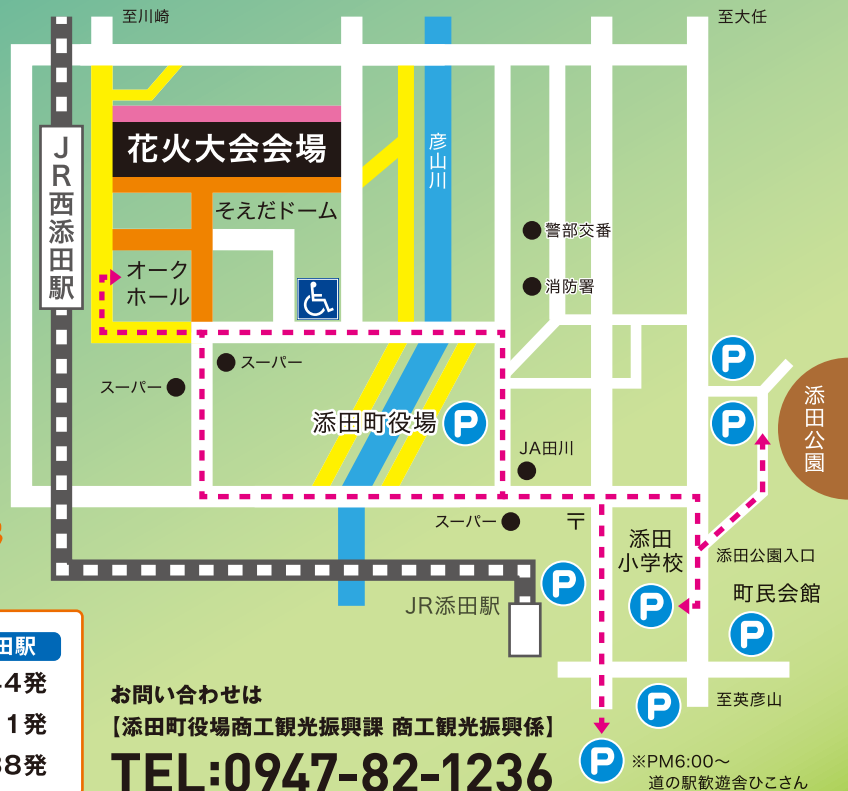 至川崎
至大任
JR西添田駅
花火大会会場
彦山川
そえだドーム
警部交番
オーク
ホール
消防署
スーパー
スーパー
P
P
添田公園
添田町役場 P
JA田川
スーパー
〒
添田
小学校
P
添田公園入口
町民会館
P
P
JR添田駅
田駅
4発
1発
38発
P
至英彦山
お問い合わせは
【添田町役場商工観光振興課 商工観光振興係】
TEL:0947-82-1236
P
※PM6:00〜
道の駅歓遊舎ひこさん